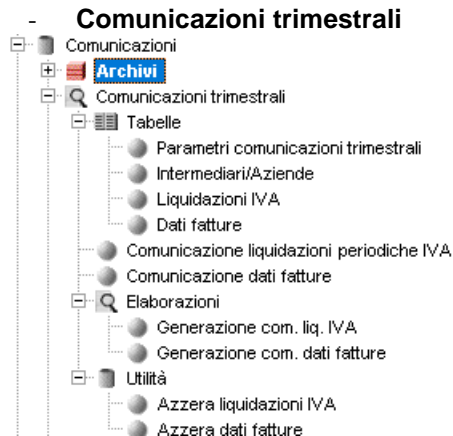 - Comunicazioni trimestrali
Comunicazioni
Archivi
Comunicazioni trimestrali
Tabelle
Parametri comunicazioni trimestrali
Intermediari/Aziende
Liquidazioni IVA
Dati fatture
Comunicazione liquidazioni periodiche IVA
Comunicazione dati fatture
Elaborazioni
Generazione com. liq. IVA
Generazione com. dati fatture
Utilità
Azzera liquidazioni IVA
Azzera dati fatture